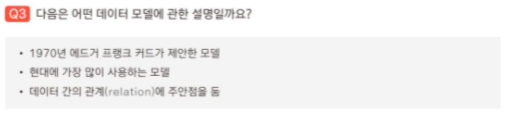 Q3 다음은 어떤 데이터 모델에 관한 설명일까요?
• 1970년 에드거 프랭크 커드가 제안한 모델
• 현대에 가장 많이 사용하는 모델
• 데이터 간의 관계(relation)에 주안점을 둠